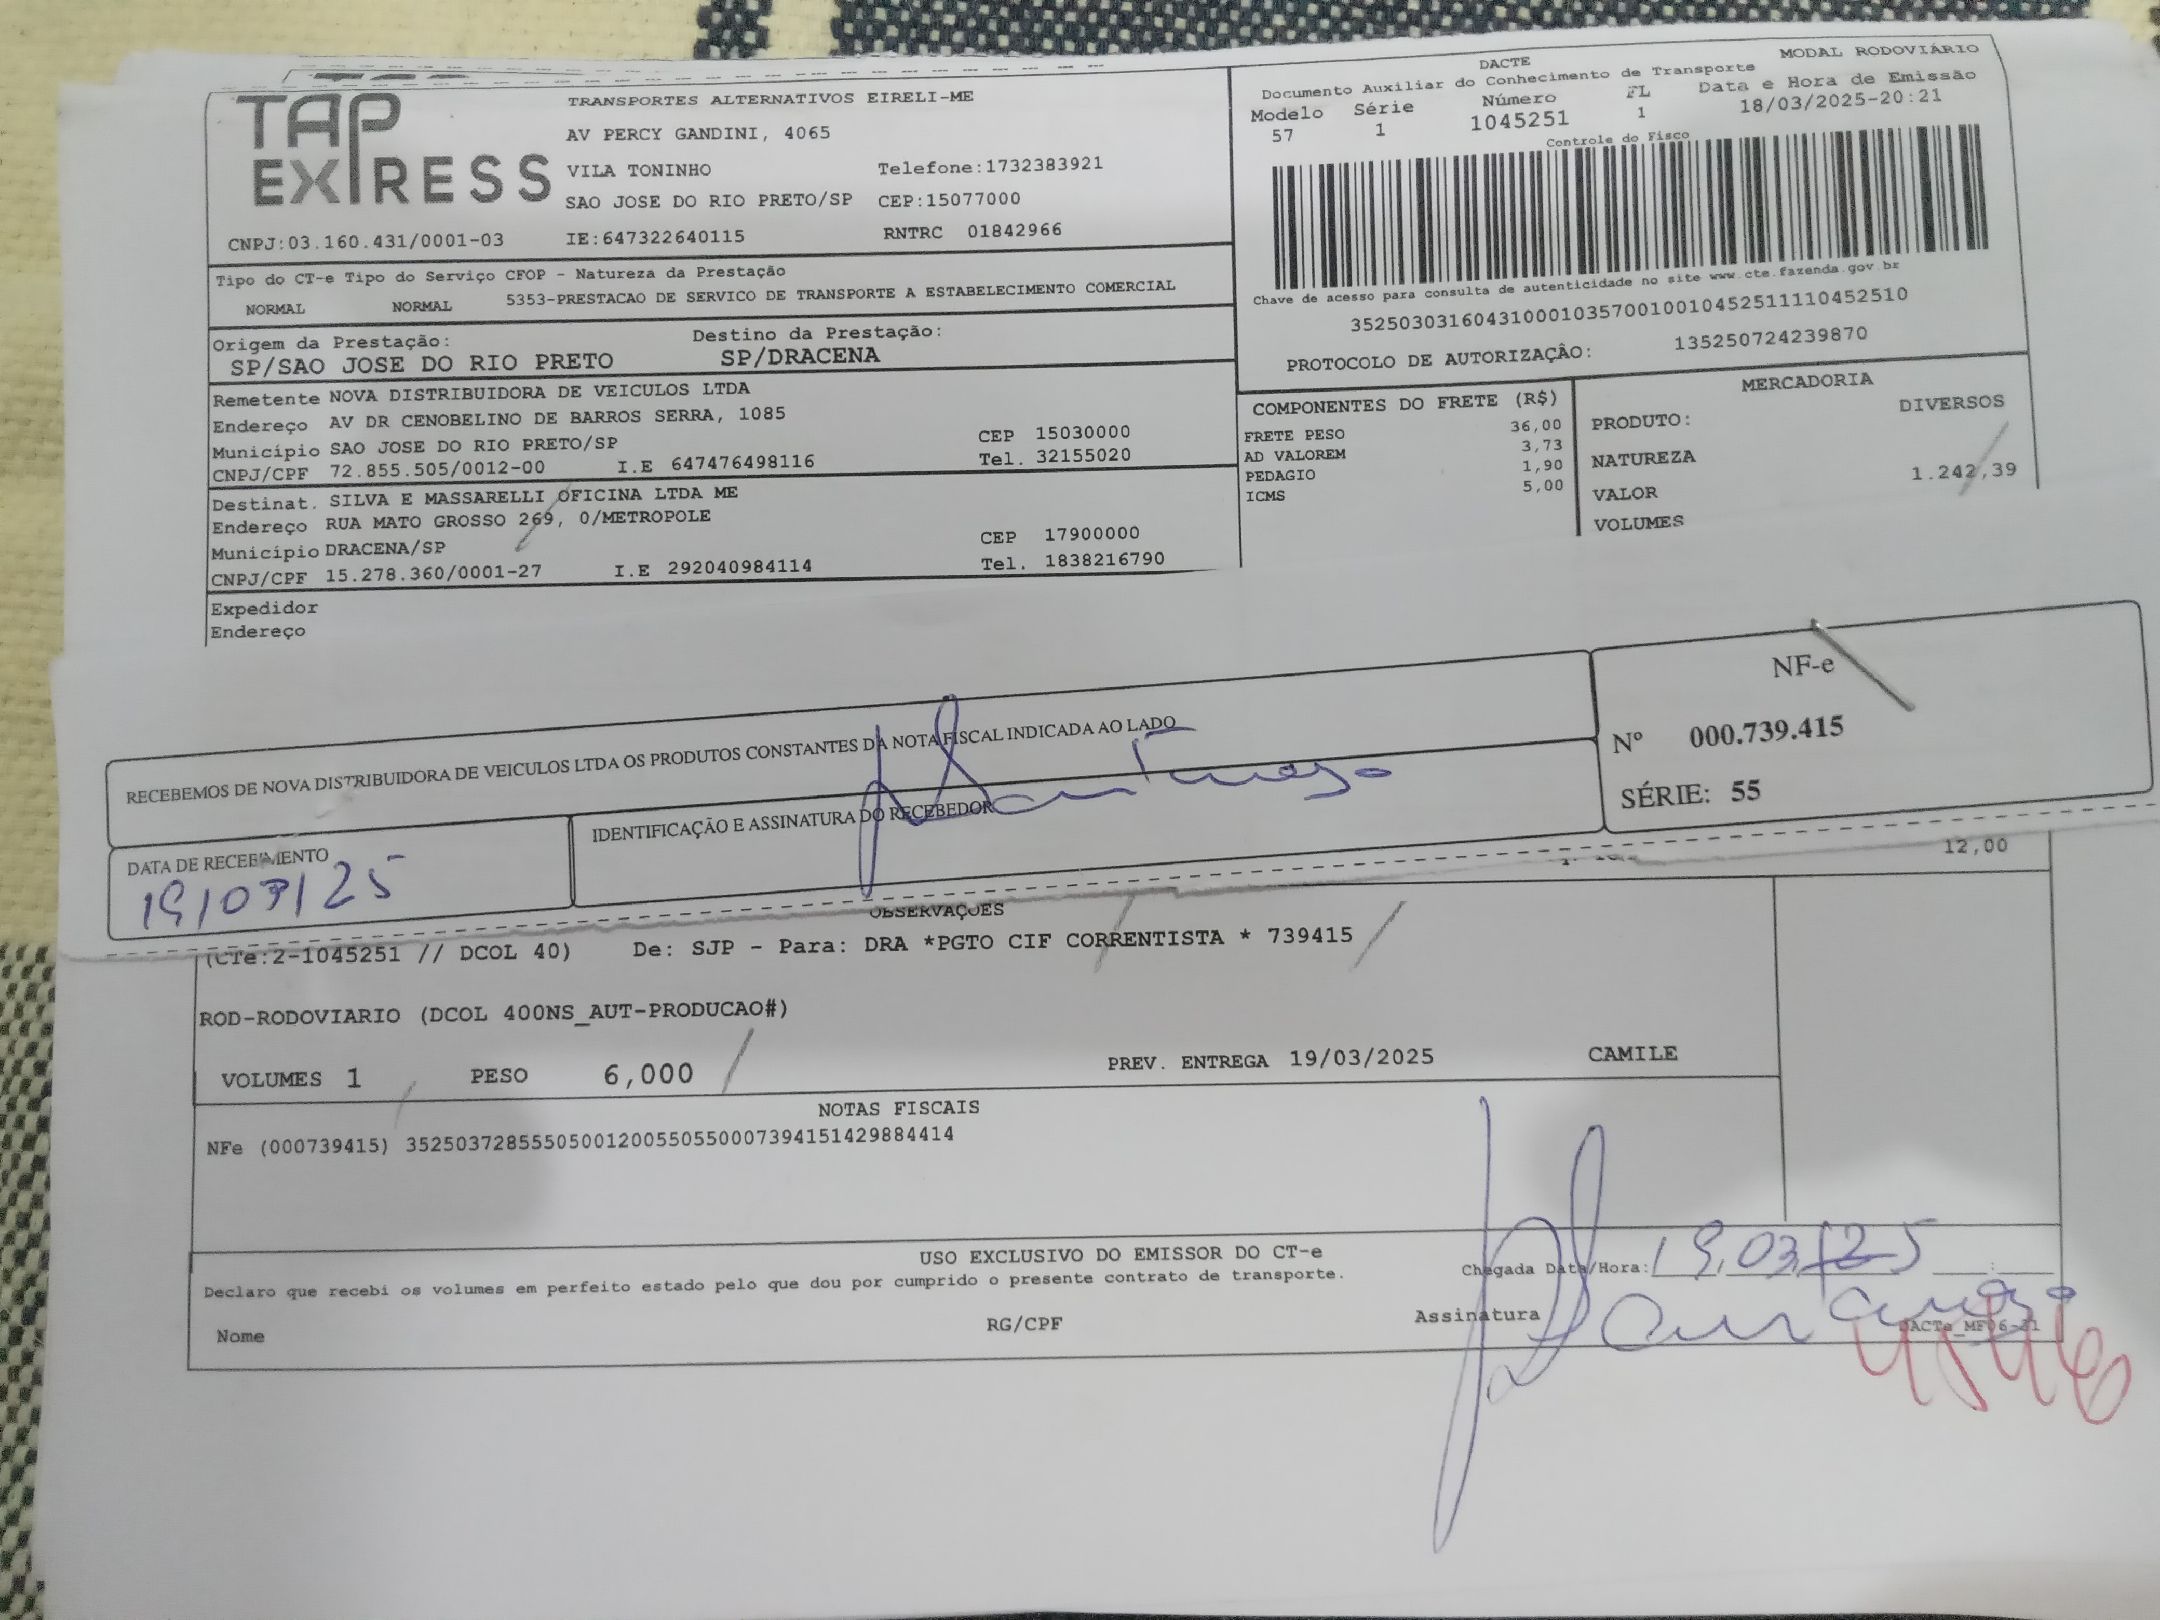 TAP EXPRESS
TRANSPORTES ALTERNATIVOS EIRELI-ME
AV PERCY GANDINI, 4065
VILA TONINHO Telefone:1732383921
SAO JOSE DO RIO PRETO/SP CEP:15077000
CNPJ:03.160.431/0001-03 IE:647322640115 RNTRC 01842966
DACTE MODAL RODOVIÁRIO
Documento Auxiliar do Conhecimento de Transporte Data e Hora de Emissão
Modelo Série Número FL 18/03/2025-20:21
57 1 1045251 1
Controle do Fisco
Chave de acesso para consulta de autenticidade no site www.cte.fazenda.gov.br
35250303160431000103570010010452511110452510
PROTOCOLO DE AUTORIZAÇÃO: 135250724239870
Tipo do CT-e Tipo do Serviço CFOP - Natureza da Prestação
NORMAL NORMAL 5353-PRESTACAO DE SERVICO DE TRANSPORTE A ESTABELECIMENTO COMERCIAL
Origem da Prestação: Destino da Prestação:
SP/SAO JOSE DO RIO PRETO SP/DRACENA
Remetente NOVA DISTRIBUIDORA DE VEICULOS LTDA
Endereço AV DR CENOBELINO DE BARROS SERRA, 1085
Município SAO JOSE DO RIO PRETO/SP CEP 15030000
CNPJ/CPF 72.855.505/0012-00 I.E 647476498116 Tel. 32155020
Destinat. SILVA E MASSARELLI OFICINA LTDA ME
Endereço RUA MATO GROSSO 269, 0/METROPOLE
Município DRACENA/SP CEP 17900000
CNPJ/CPF 15.278.360/0001-27 I.E 292040984114 Tel. 1838216790
Expedidor
Endereço
COMPONENTES DO FRETE (R$)
FRETE PESO 36,00
AD VALOREM 3,73
PEDAGIO 1,90
ICMS 5,00
MERCADORIA
PRODUTO: DIVERSOS
NATUREZA
VALOR 1.242,39
VOLUMES
RECEBEMOS DE NOVA DISTRIBUIDORA DE VEICULOS LTDA OS PRODUTOS CONSTANTES DA NOTA FISCAL INDICADA AO LADO
DATA DE RECEBIMENTO
19/03/25
IDENTIFICAÇÃO E ASSINATURA DO RECEBEDOR
NF-e
Nº 000.739.415
SÉRIE: 55
12,00
OBSERVAÇOES
(CTe:2-1045251 // DCOL 40) De: SJP - Para: DRA *PGTO CIF CORRENTISTA * 739415
ROD-RODOVIARIO (DCOL 400NS_AUT-PRODUCAO#)
VOLUMES 1 PESO 6,000 PREV. ENTREGA 19/03/2025 CAMILE
NOTAS FISCAIS
NFe (000739415) 35250372855505001200550550007394151429884414
USO EXCLUSIVO DO EMISSOR DO CT-e
Declaro que recebi os volumes em perfeito estado pelo que dou por cumprido o presente contrato de transporte.
Chegada Data/Hora: 19.03/25
Nome RG/CPF Assinatura